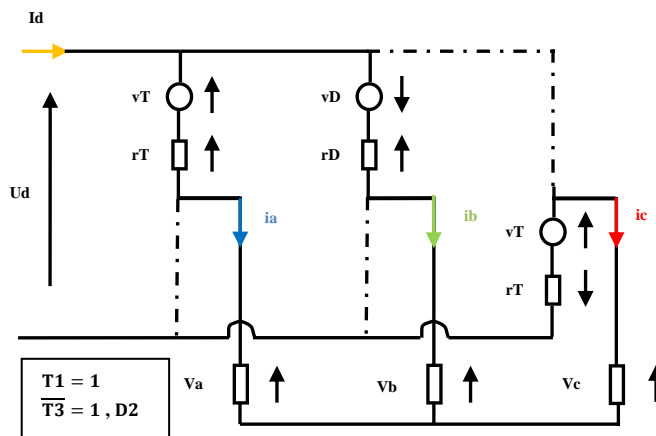 Id
vT
vD
rT
rD
Ud
ia
ib
ic
vT
rT
T1 = 1
T3̅ = 1 , D2
Va
Vb
Vc